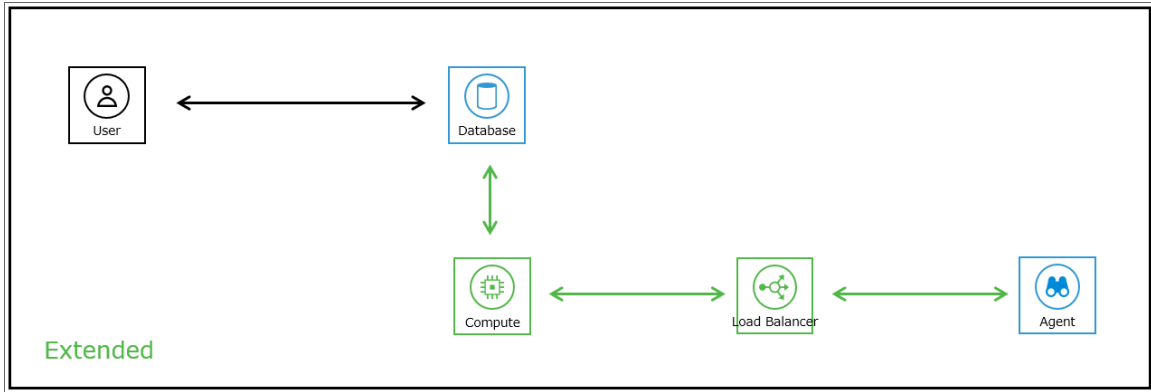 User
Database
Compute
Load Balancer
Agent
Extended